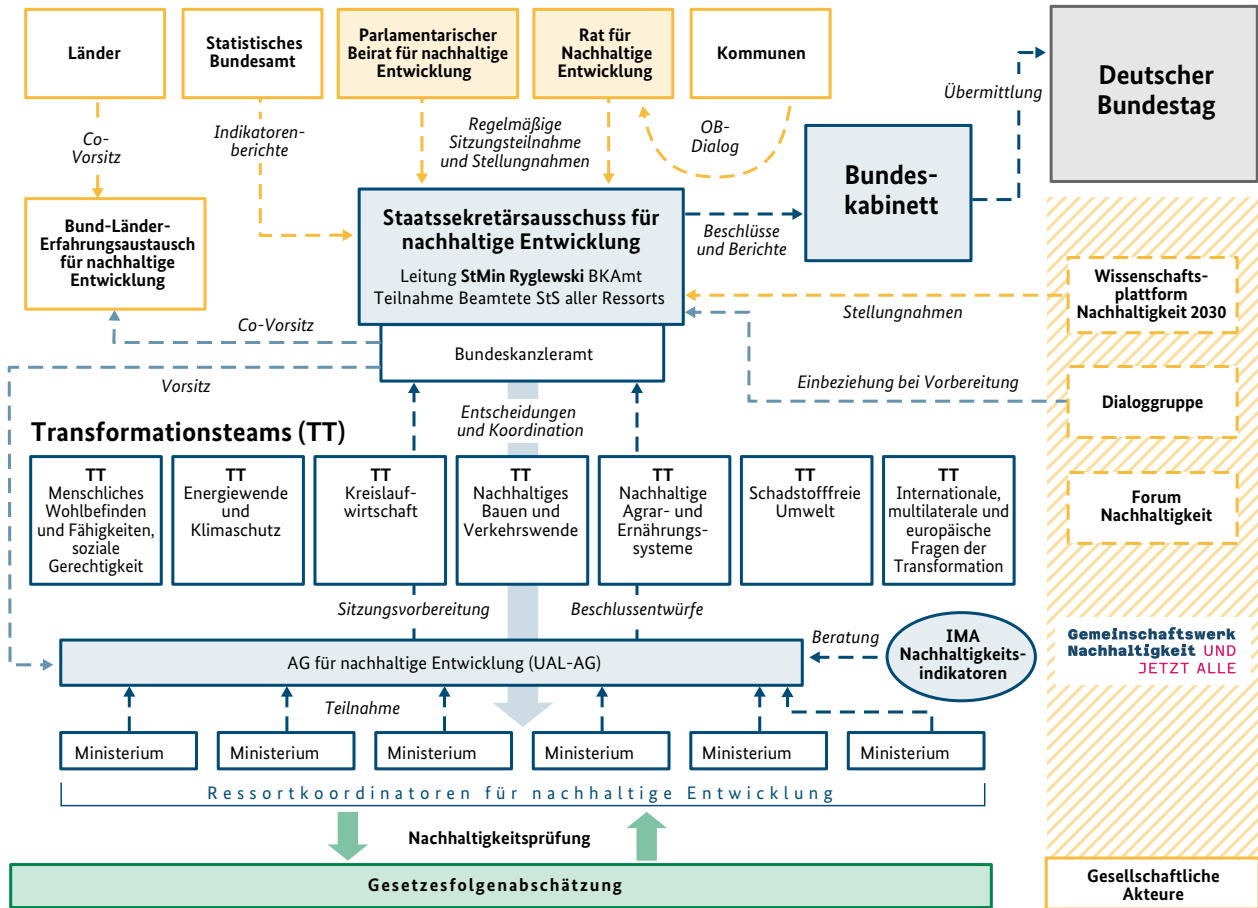 Länder
Statistisches
Bundesamt
Parlamentarischer
Beirat für nachhaltige
Entwicklung
Rat für
Nachhaltige
Entwicklung
Kommunen
Deutscher
Bundestag
Übermittlung
Co-
Vorsitz
Indikatoren-
berichte
Regelmäßige
Sitzungsteilnahme
und Stellungnahmen
OB-
Dialog
Bundes-
kabinett
Bund-Länder-
Erfahrungsaustausch
für nachhaltige
Entwicklung
Staatssekretärsausschuss für
nachhaltige Entwicklung
Leitung StMin Ryglewski BKAmt
Teilnahme Beamtete StS aller Ressorts
Beschlüsse
und Berichte
Wissenschafts-
plattform
Nachhaltigkeit 2030
Stellungnahmen
Co-Vorsitz
Bundeskanzleramt
Vorsitz
Einbeziehung bei Vorbereitung
Dialoggruppe
Entscheidungen
und Koordination
Transformationsteams (TT)
TT
Menschliches
Wohlbefinden
und Fähigkeiten,
soziale
Gerechtigkeit
TT
Energiewende
und
Klimaschutz
TT
Kreislauf-
wirtschaft
TT
Nachhaltiges
Bauen und
Verkehrswende
TT
Nachhaltige
Agrar- und
Ernährungs-
systeme
TT
Schadstofffreie
Umwelt
TT
Internationale,
multilaterale und
europäische
Fragen der
Transformation
Forum
Nachhaltigkeit
Sitzungsvorbereitung
Beschlussentwürfe
AG für nachhaltige Entwicklung (UAL-AG)
Beratung
IMA
Nachhaltigkeits-
indikatoren
Gemeinschaftswerk
Nachhaltigkeit UND
JETZT ALLE
Teilnahme
Ministerium
Ministerium
Ministerium
Ministerium
Ministerium
Ministerium
Ressortkoordinatoren für nachhaltige Entwicklung
Nachhaltigkeitsprüfung
Gesetzesfolgenabschätzung
Gesellschaftliche
Akteure